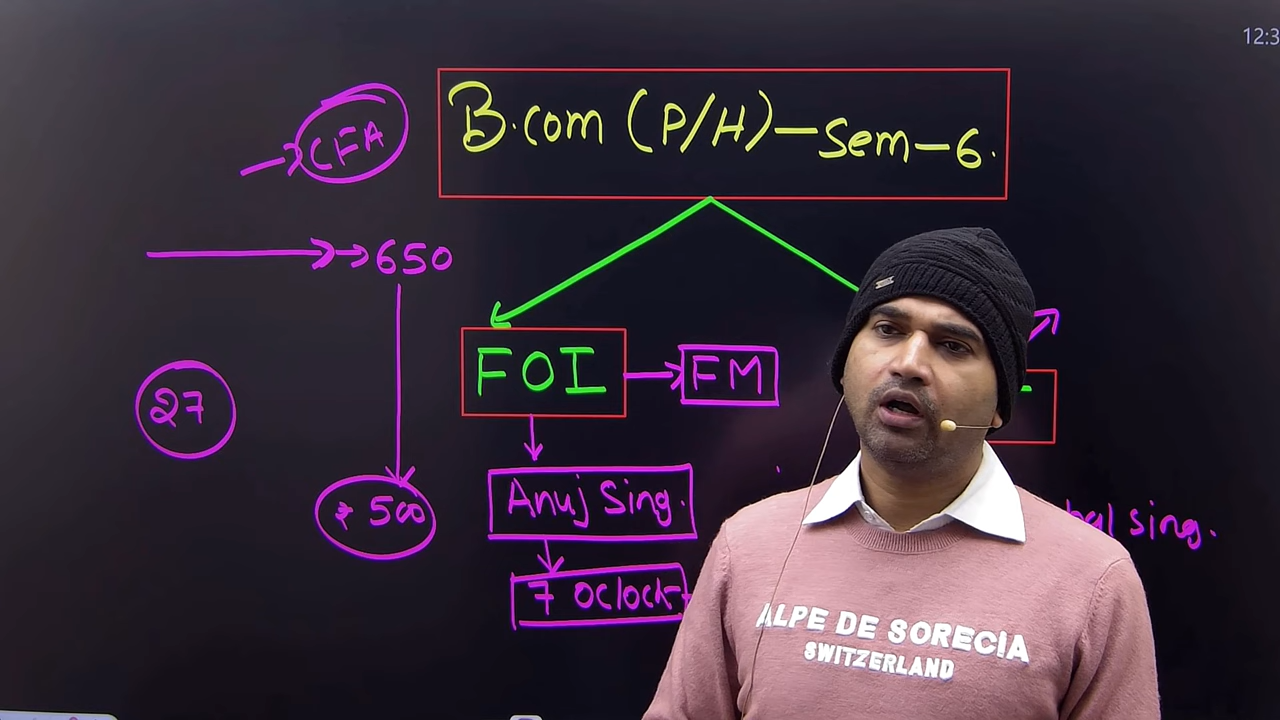 12:3
CFA
B.com (P/H)-Sem-6.
650
FOI
FM
27
Anuj Sing.
₹ 500
sing.
7 oclock
ALPE DE SORECIA
SWITZERLAND